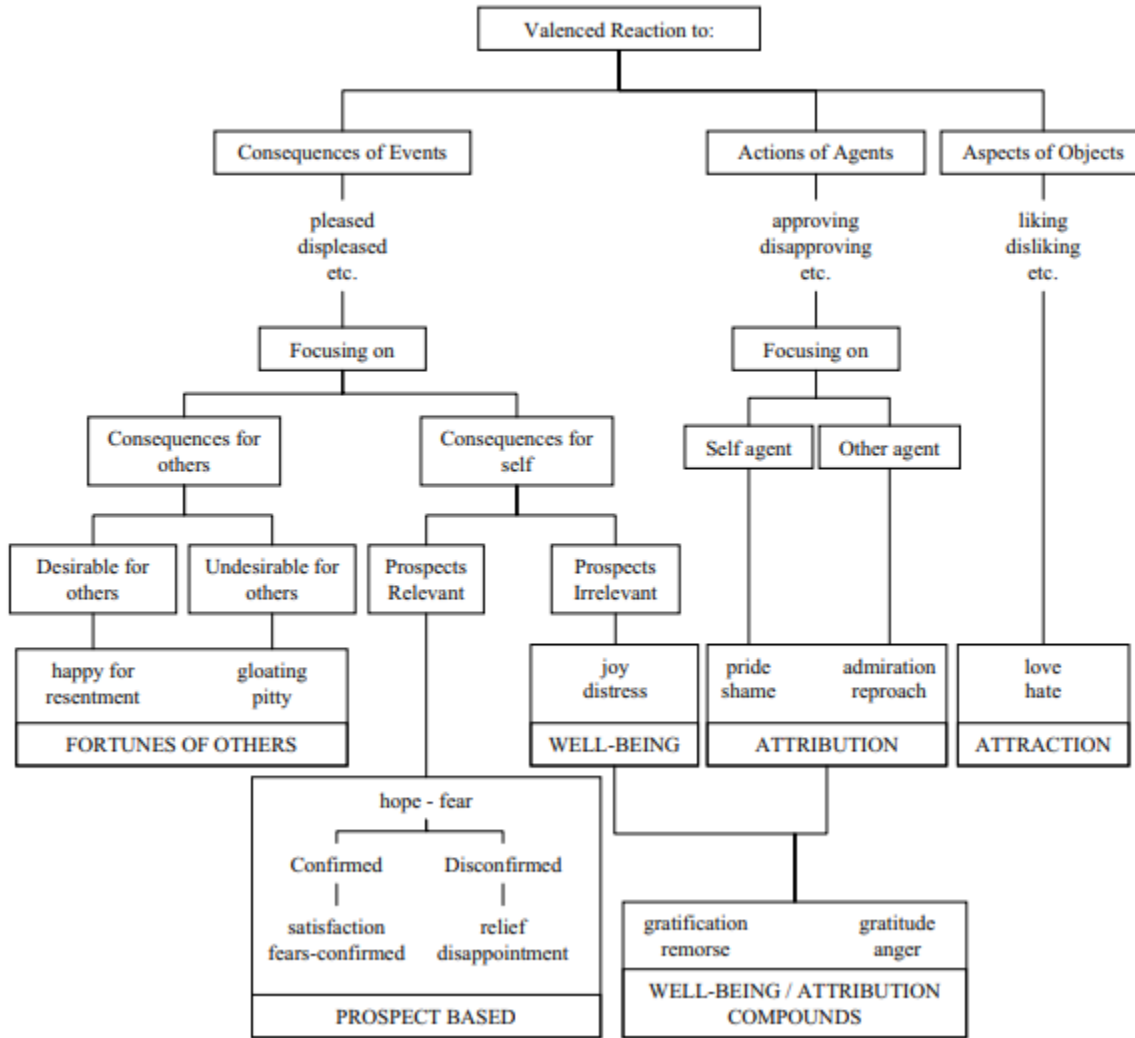 Valenced Reaction to:
Consequences of Events
Actions of Agents
Aspects of Objects
pleased
displeased
etc.
approving
disapproving
etc.
liking
disliking
etc.
Focusing on
Focusing on
Consequences for
others
Consequences for
self
Self agent
Other agent
Desirable for
others
Undesirable for
others
Prospects
Relevant
Prospects
Irrelevant
happy for
resentment
gloating
pitty
FORTUNES OF OTHERS
joy
distress
WELL-BEING
pride
shame
admiration
reproach
ATTRIBUTION
love
hate
ATTRACTION
hope - fear
Confirmed
Disconfirmed
satisfaction
fears-confirmed
relief
disappointment
PROSPECT BASED
gratification
remorse
gratitude
anger
WELL-BEING / ATTRIBUTION
COMPOUNDS